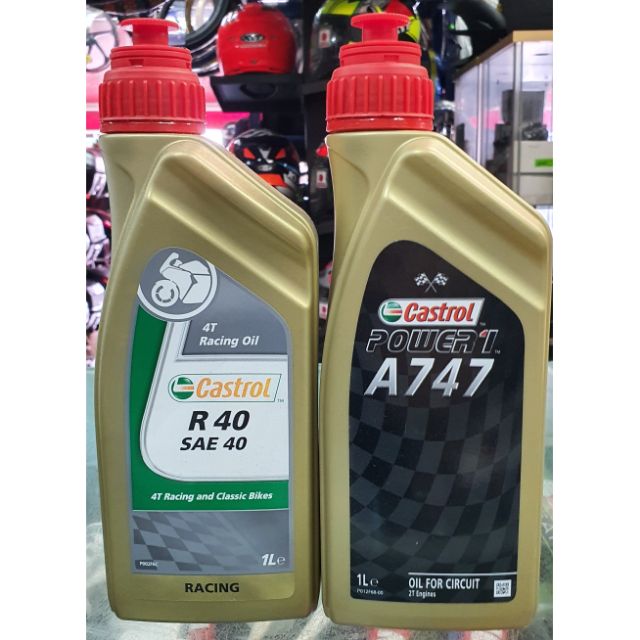 4T
Racing Oil
Castrol
R 40
SAE 40
4T Racing and Classic Bikes
1L e
RACING
Castrol
POWER 1
TM
A747
1L e
OIL FOR CIRCUIT
2T Engines